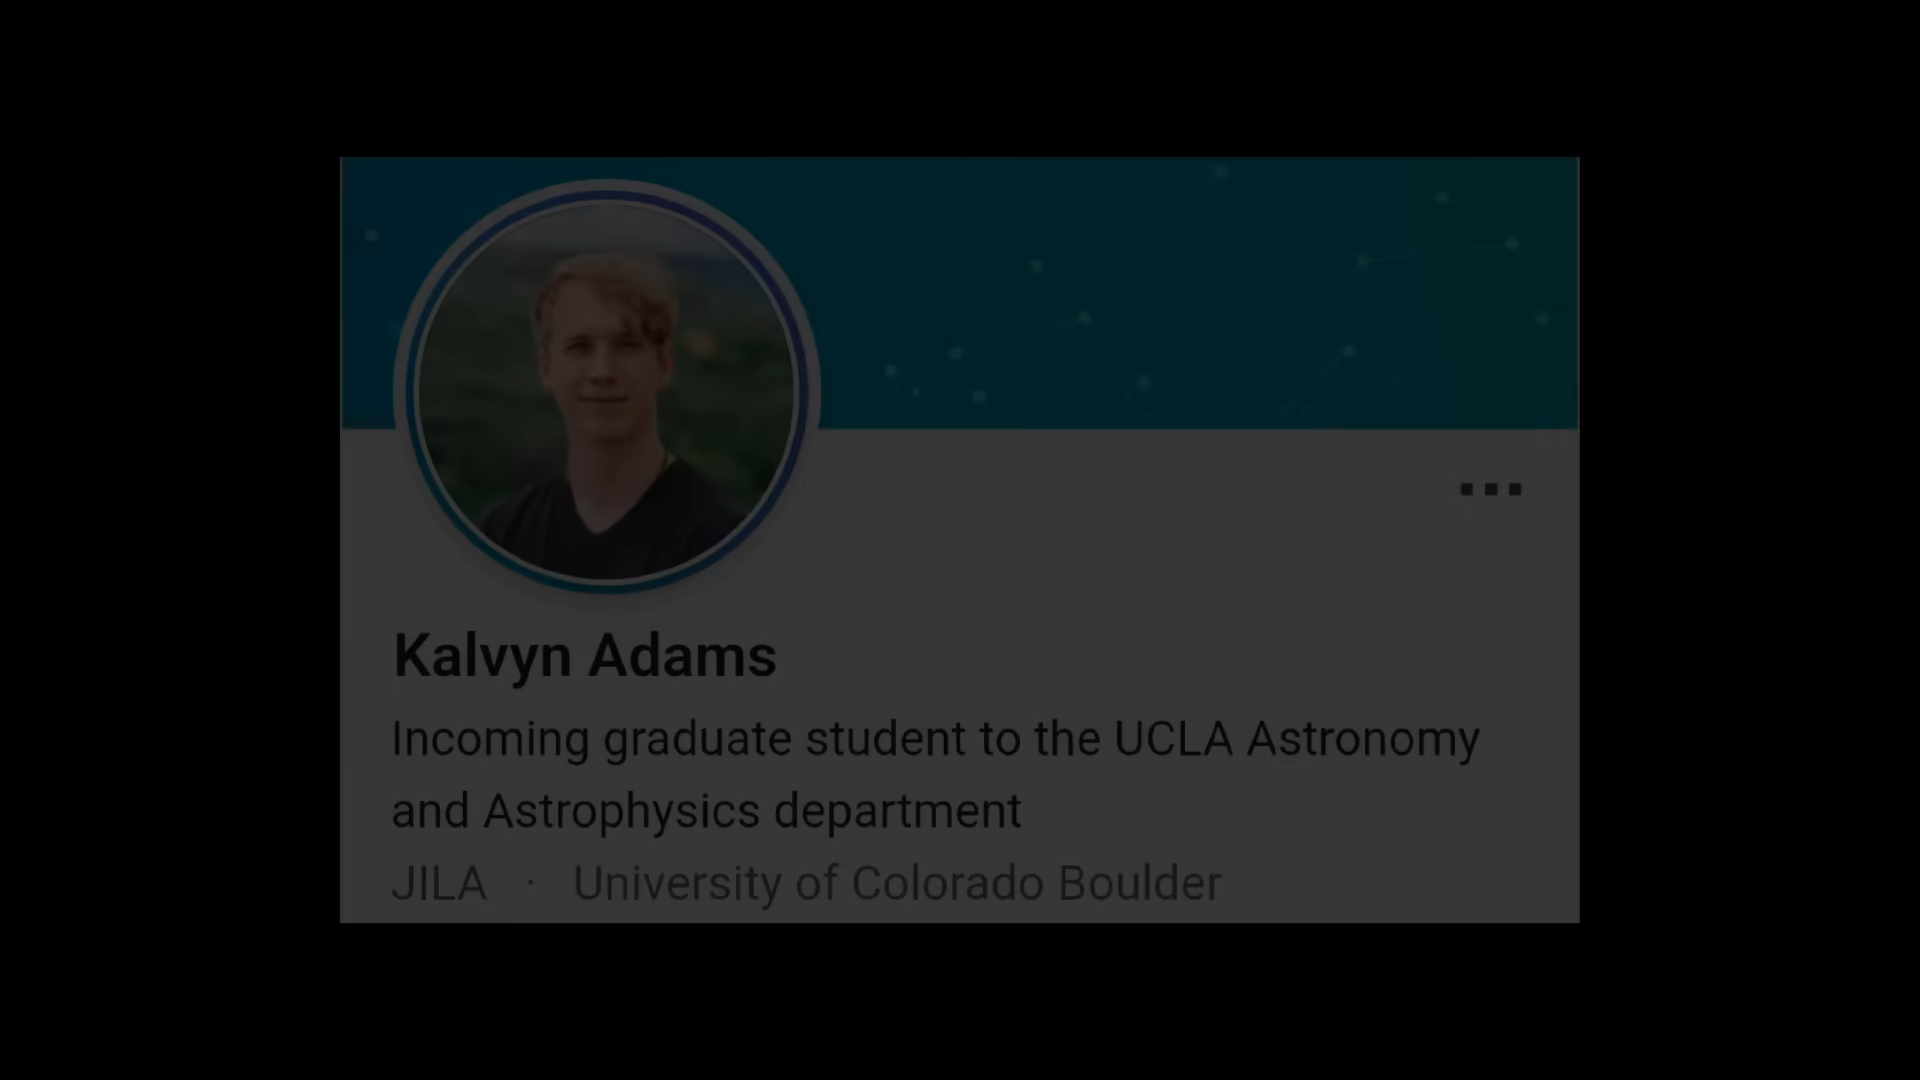 Kalvyn Adams
Incoming graduate student to the UCLA Astronomy
and Astrophysics department
JILA · University of Colorado Boulder